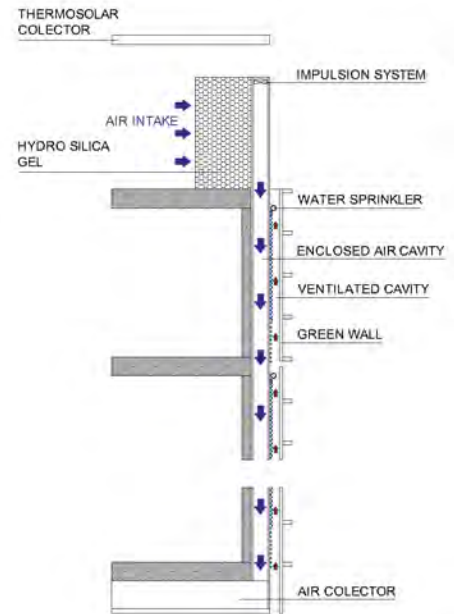 THERMOSOLAR
COLECTOR
IMPULSION SYSTEM
AIR INTAKE
HYDRO SILICA
GEL
WATER SPRINKLER
ENCLOSED AIR CAVITY
VENTILATED CAVITY
GREEN WALL
AIR COLECTOR